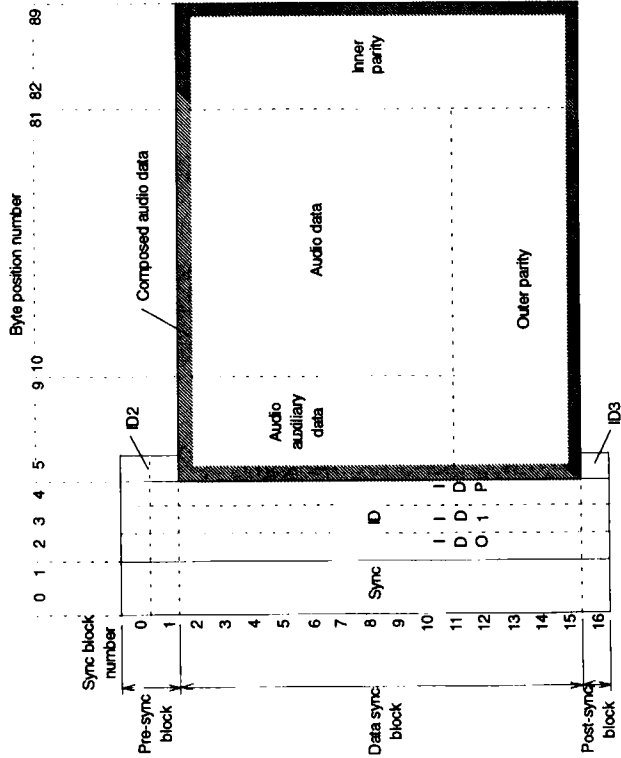 Byte position number
0 1 2 3 4 5 9 10 81 82 89
Sync block
number
Pre-sync
block
0
1
ID2
Composed audio data
Data sync
block
2
3
4
5
6
7
8
9
10
11
12
13
14
15
Sync
ID
I I I
D D D
O 1 P
Audio
auxiliary
data
Audio data
Inner
parity
Outer parity
Post-sync
block
16
ID3